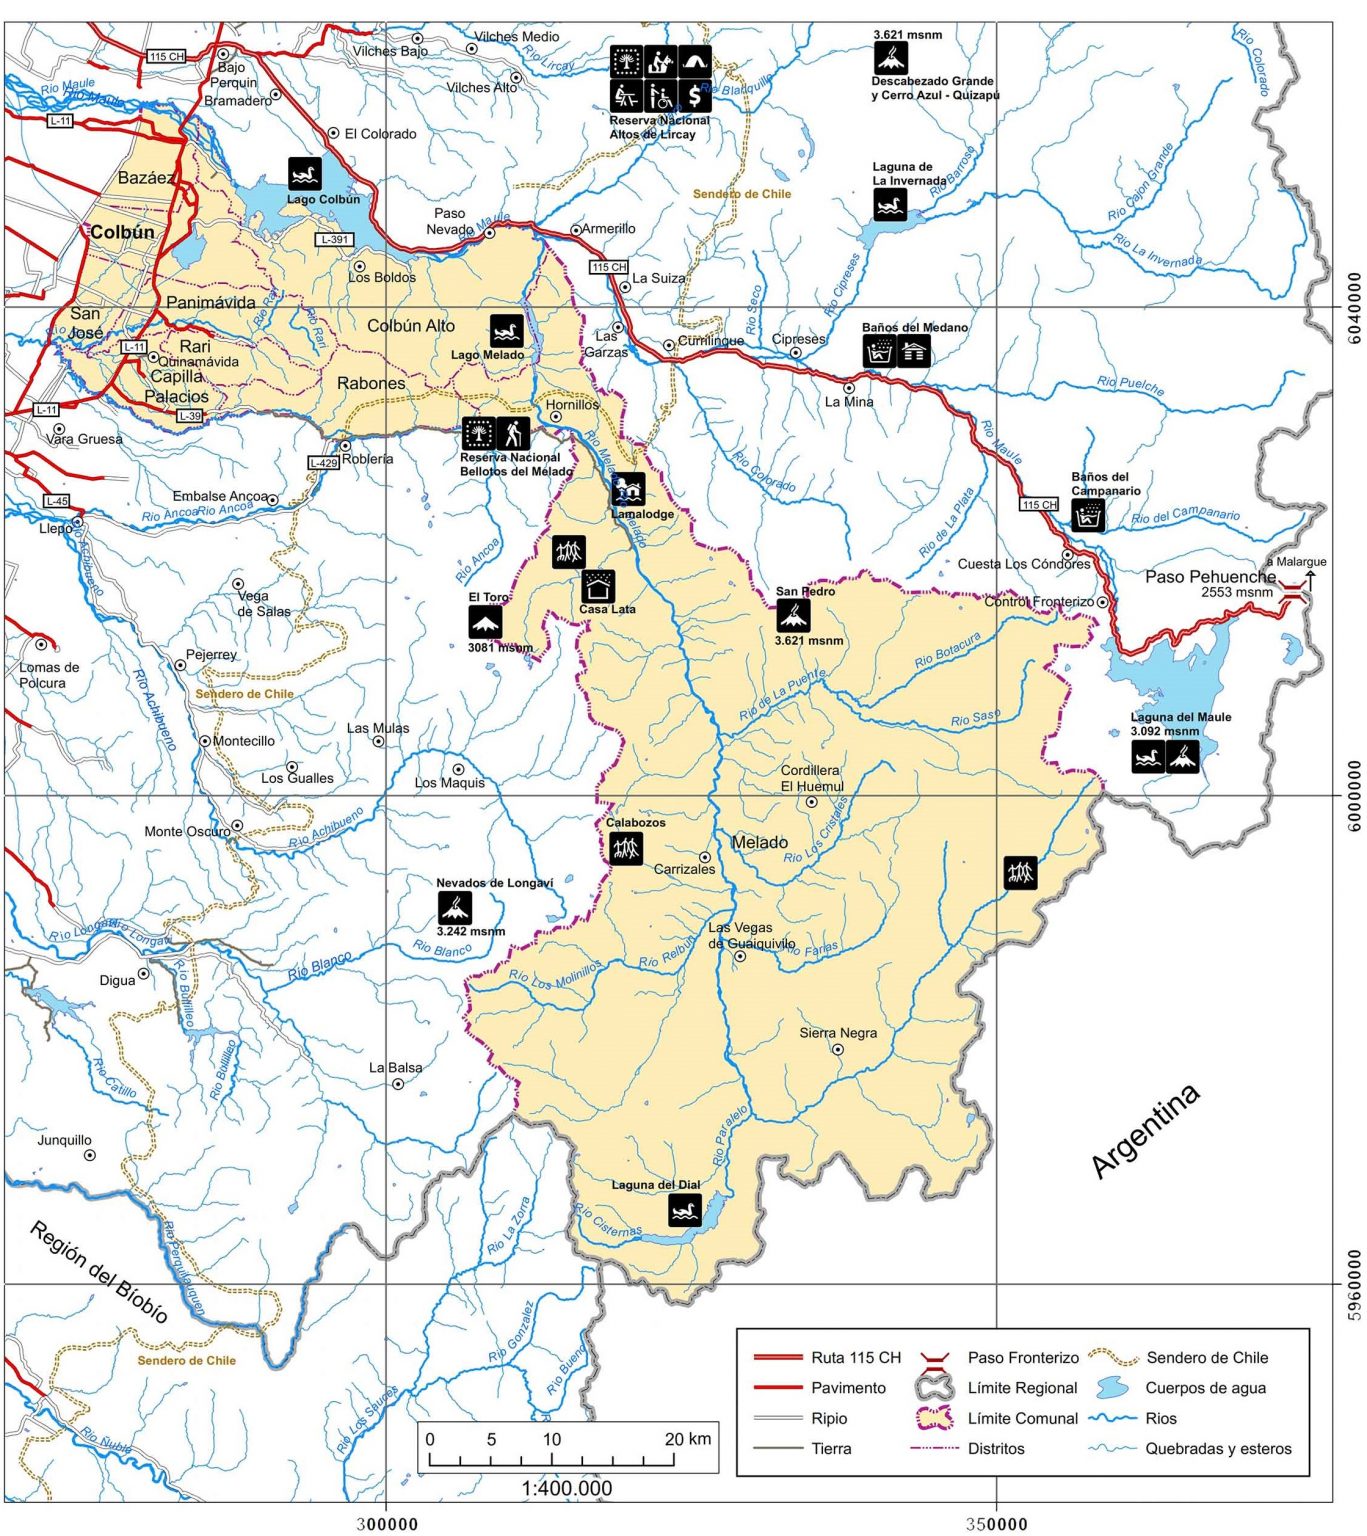 3.621 msnm
Descabezado Grande
y Cerro Azul - Quizapú
Vilches Medio
Vilches Bajo
Vilches Alto
Río Lircay
Río Colorado
115 CH
Bajo
Perquin
Bramadero
Río Maule
Río Maule
L-11
El Colorado
Río Blanquillo
Reserva Nacional
Altos de Lircay
Bazáez
Lago Colbún
Sendero de Chile
Laguna de
La Invernada
Río Barroso
Río Cajon Grande
Río La Invernada
Colbún
L-391
Paso
Nevado
Maule
Armerillo
115 CH
La Suiza
Los Boldos
Río Seco
Río Cipreses
6040000
Panimávida
San
José
Río
Río Rari
Río Rari
Colbún Alto
Lago Melado
Las
Garzas
Curillinque
Cipreses
Baños del Medano
L-11
Rari
Quinamávida
Capilla
Palacios
Rabones
La Mina
Río Puelche
L-11
L-39
Hornillos
Vara Gruesa
L-429
Roblería
Reserva Nacional
Bellotos del Melado
Río Melado
Río Maule
Río Colorado
Baños del
Campanario
L-45
Embalse Ancoa
Río Ancoa
Río Ancoa
Llepo
Lamalodge
Río de La Plata
115 CH
Río del Campanario
Río Achibueno
Río Ancoa
Melado
Cuesta Los Cóndores
a Malargue
Paso Pehuenche
2553 msnm
Vega
de Salas
El Toro
3081 msnm
Casa Lata
San Pedro
3.621 msnm
Control Fronterizo
Lomas de
Polcura
Pejerrey
Río Botacura
Sendero de Chile
Río Achibueno
Río de La Puente
Río Saso
Laguna del Maule
3.092 msnm
Las Mulas
Montecillo
Los Gualles
Los Maquis
Cordillera
El Huemul
6000000
Monte Oscuro
Río Achibueno
Calabozos
Melado
Río Los Cristales
Carrizales
Nevados de Longaví
3.242 msnm
Río Longaví
Río Longaví
Río Blanco
Río Blanco
Las Vegas
de Guaiquivilo
Río Relbún
Río Farias
Río Los Molinillos
Digua
Río Bullileo
Sierra Negra
Río Bollilleo
La Balsa
Río Catillo
Argentina
Junquillo
Río Paralelo
Laguna del Dial
Río Cisternas
Río La Zorra
Región del Bíobío
Río Perquilauquen
5960000
Sendero de Chile
Río Gonzalez
Río Bueno
Río Los Sauces
Río Ñuble
Ruta 115 CH
Paso Fronterizo
Sendero de Chile
Pavimento
Límite Regional
Cuerpos de agua
Ripio
Límite Comunal
Rios
Tierra
Distritos
Quebradas y esteros
0 5 10 20 km
1:400.000
300000
350000